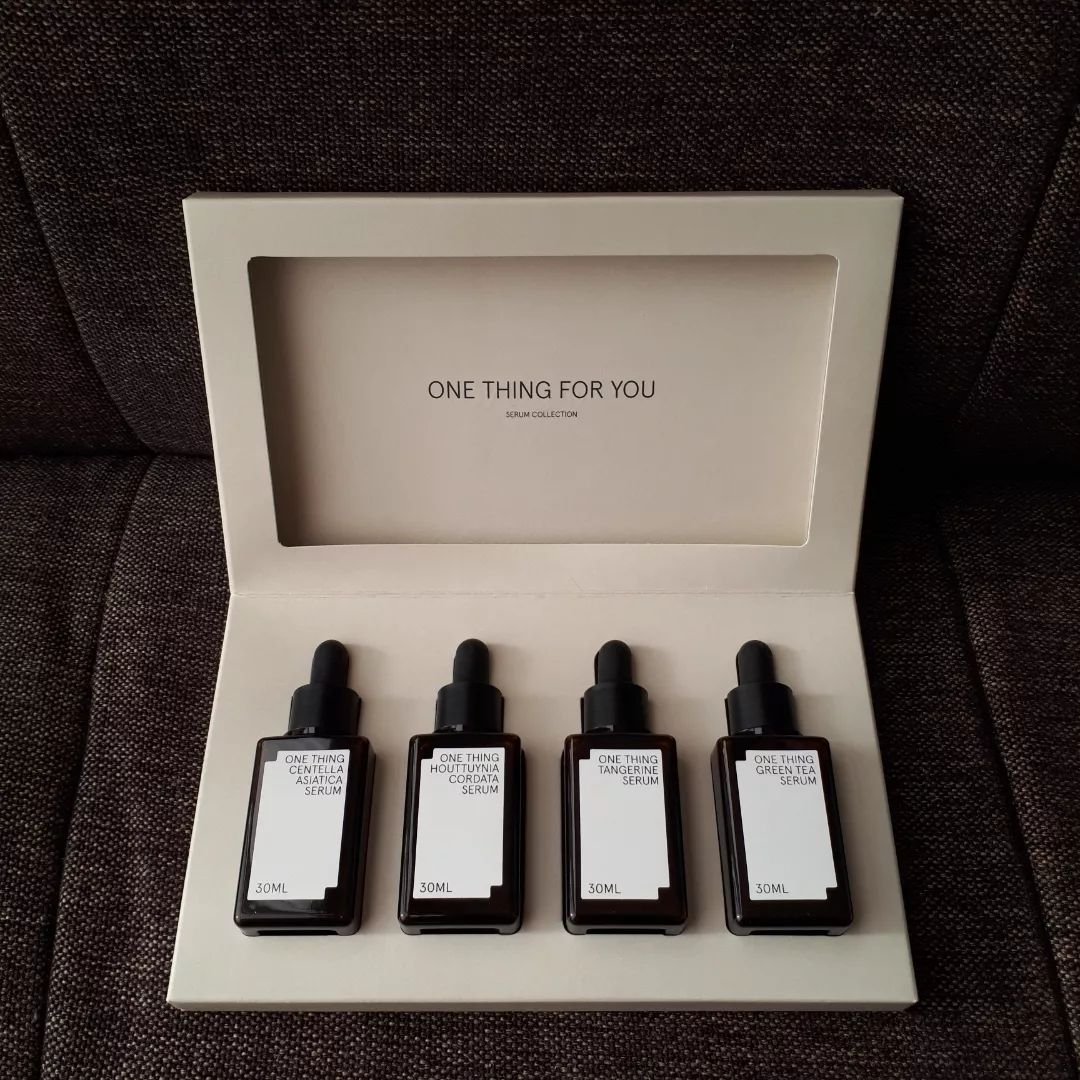 ONE THING FOR YOU
SERUM COLLECTION
ONE THING
CENTELLA
ASIATICA
SERUM
30ML
ONE THING
HOUTTUYNIA
CORDATA
SERUM
30ML
ONE THING
TANGERINE
SERUM
30ML
ONE THING
GREEN TEA
SERUM
30ML